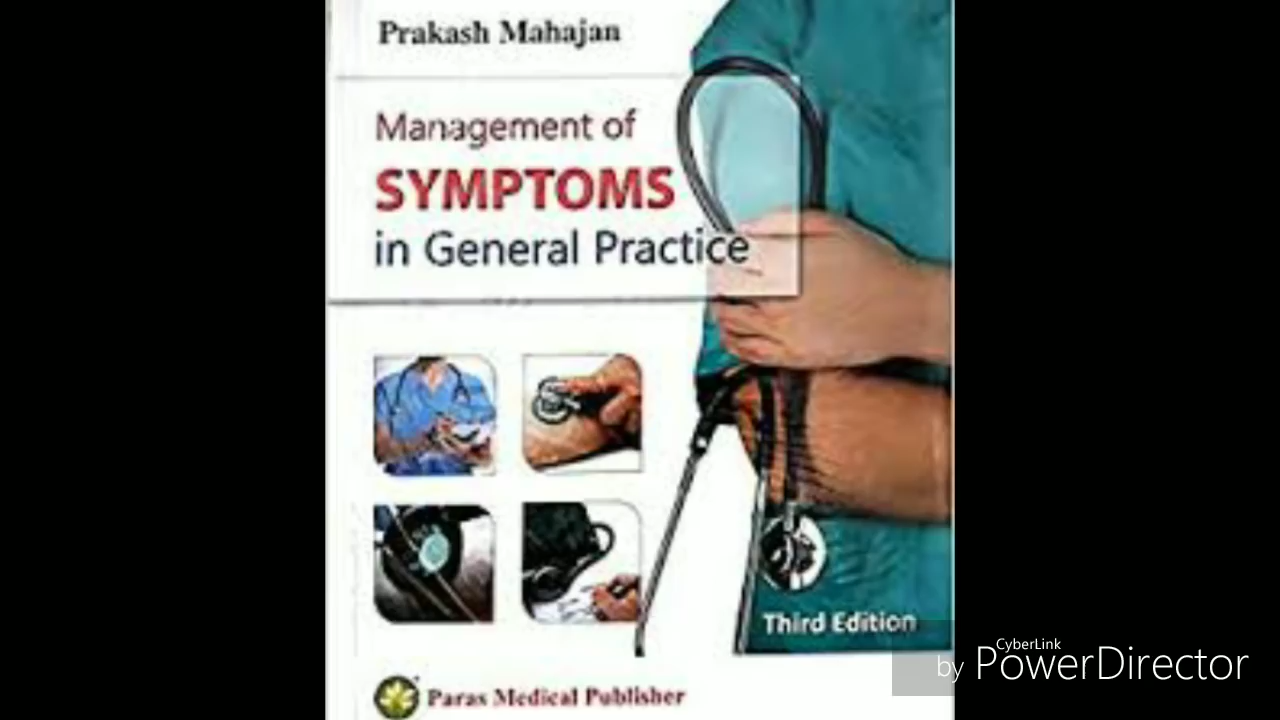 Prakash Mahajan
Management of
SYMPTOMS
in General Practice
Third Edition
Paras Medical Publisher
CyberLink
by PowerDirector